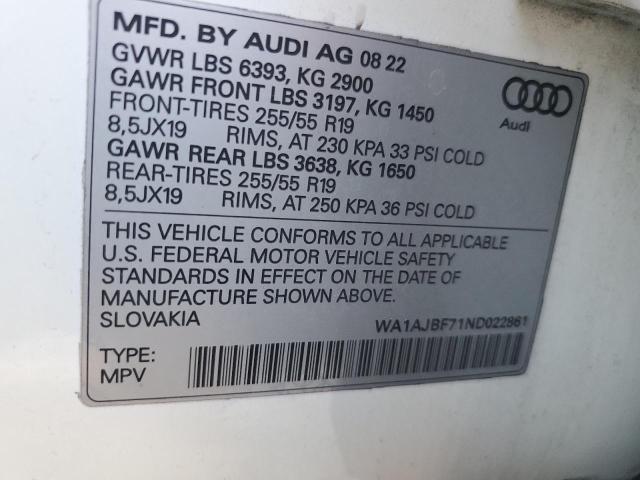 MFD. BY AUDI AG 08 22
GVWR LBS 6393, KG 2900
GAWR FRONT LBS 3197, KG 1450
FRONT-TIRES 255/55 R19
8,5JX19 RIMS, AT 230 KPA 33 PSI COLD
GAWR REAR LBS 3638, KG 1650
REAR-TIRES 255/55 R19
8,5JX19 RIMS, AT 250 KPA 36 PSI COLD
Audi
THIS VEHICLE CONFORMS TO ALL APPLICABLE
U.S. FEDERAL MOTOR VEHICLE SAFETY
STANDARDS IN EFFECT ON THE DATE OF
MANUFACTURE SHOWN ABOVE.
SLOVAKIA WA1AJBF71ND022861
TYPE:
MPV